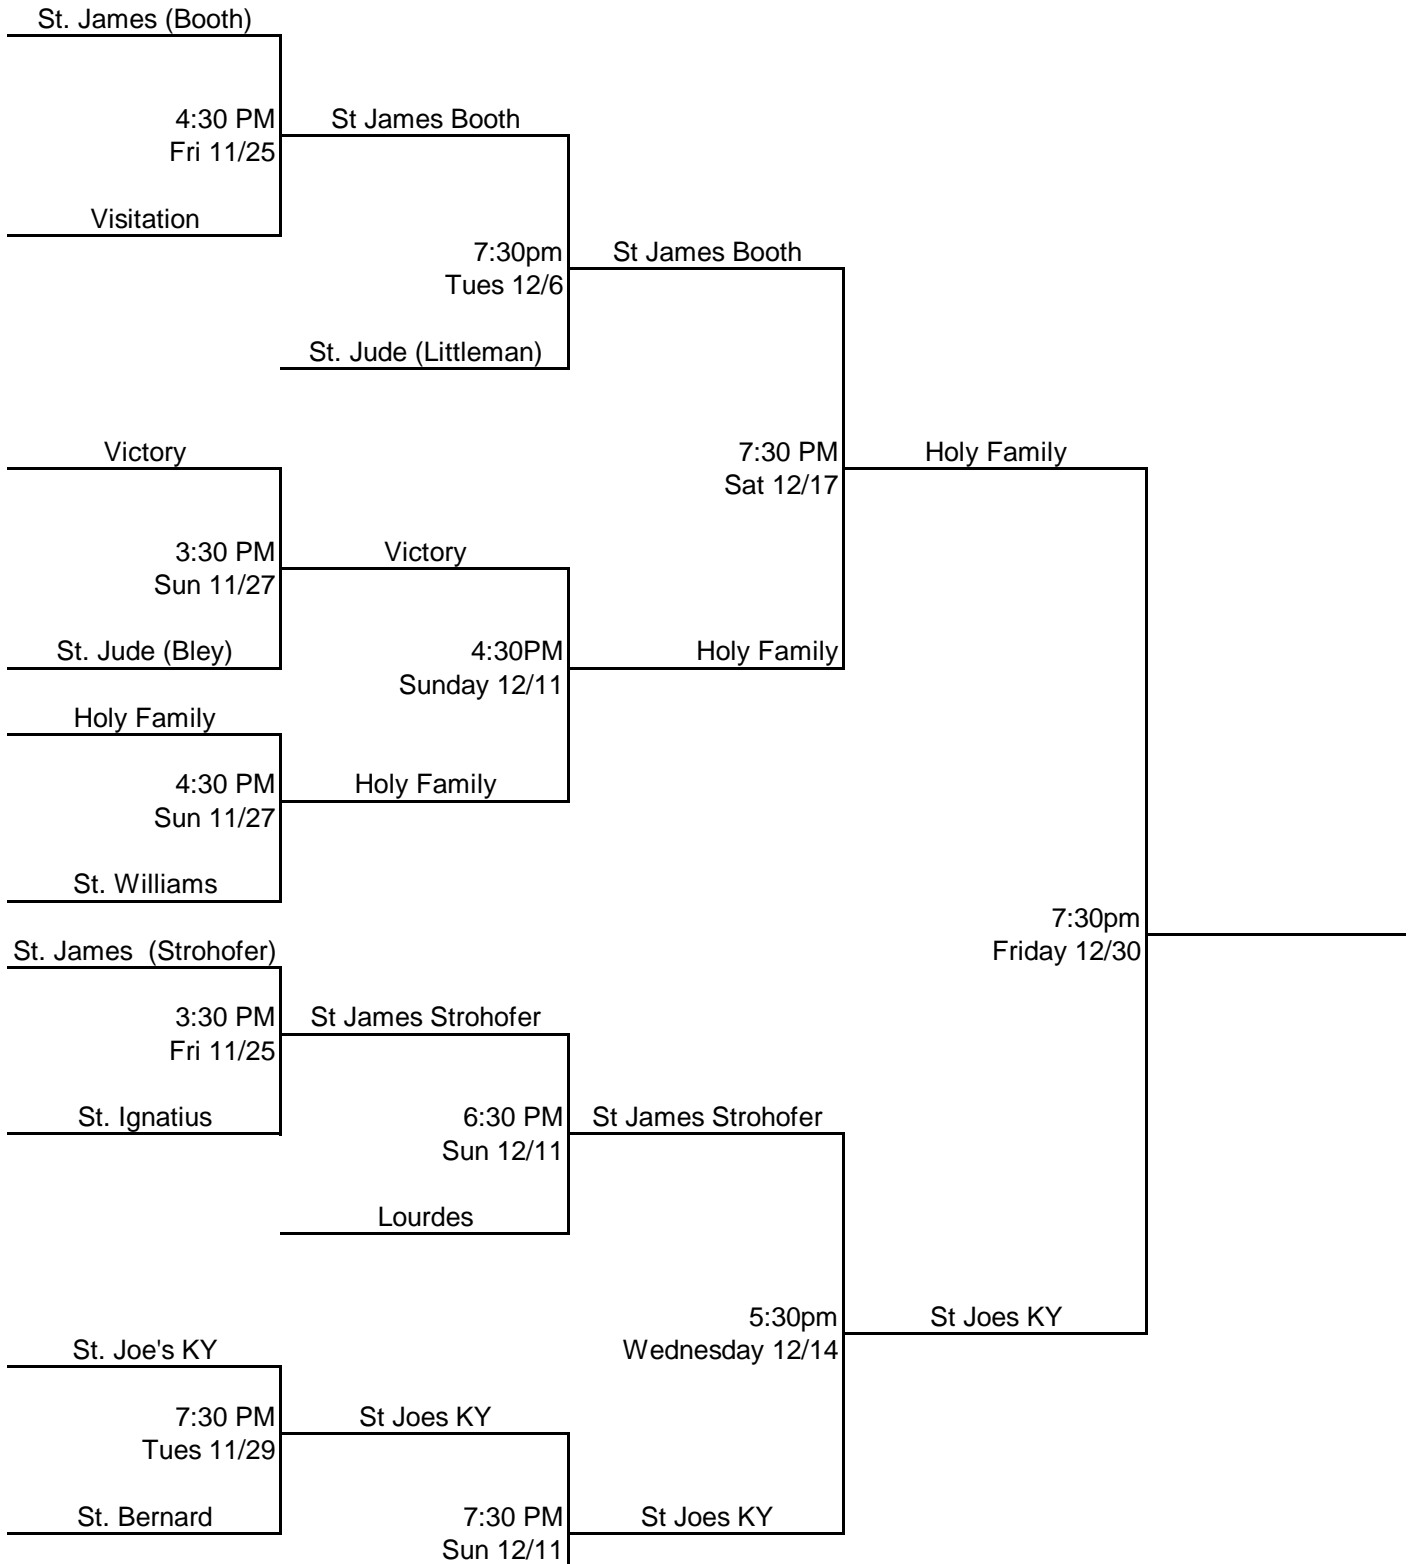 St. James (Booth)
4:30 PM
St James Booth
Fri 11/25
Visitation
7:30pm
St James Booth
Tues 12/6
St. Jude (Littleman)
Victory
7:30 PM
Holy Family
Sat 12/17
3:30 PM
Victory
Sun 11/27
St. Jude (Bley)
4:30PM
Holy Family
Sunday 12/11
Holy Family
4:30 PM
Holy Family
Sun 11/27
St. Williams
7:30pm
Friday 12/30
St. James  (Strohofer)
3:30 PM
St James Strohofer
Fri 11/25
St. Ignatius
6:30 PM
St James Strohofer
Sun 12/11
Lourdes
5:30pm
St Joes KY
Wednesday 12/14
St. Joe's KY
7:30 PM
St Joes KY
Tues 11/29
St. Bernard
7:30 PM
St Joes KY
Sun 12/11